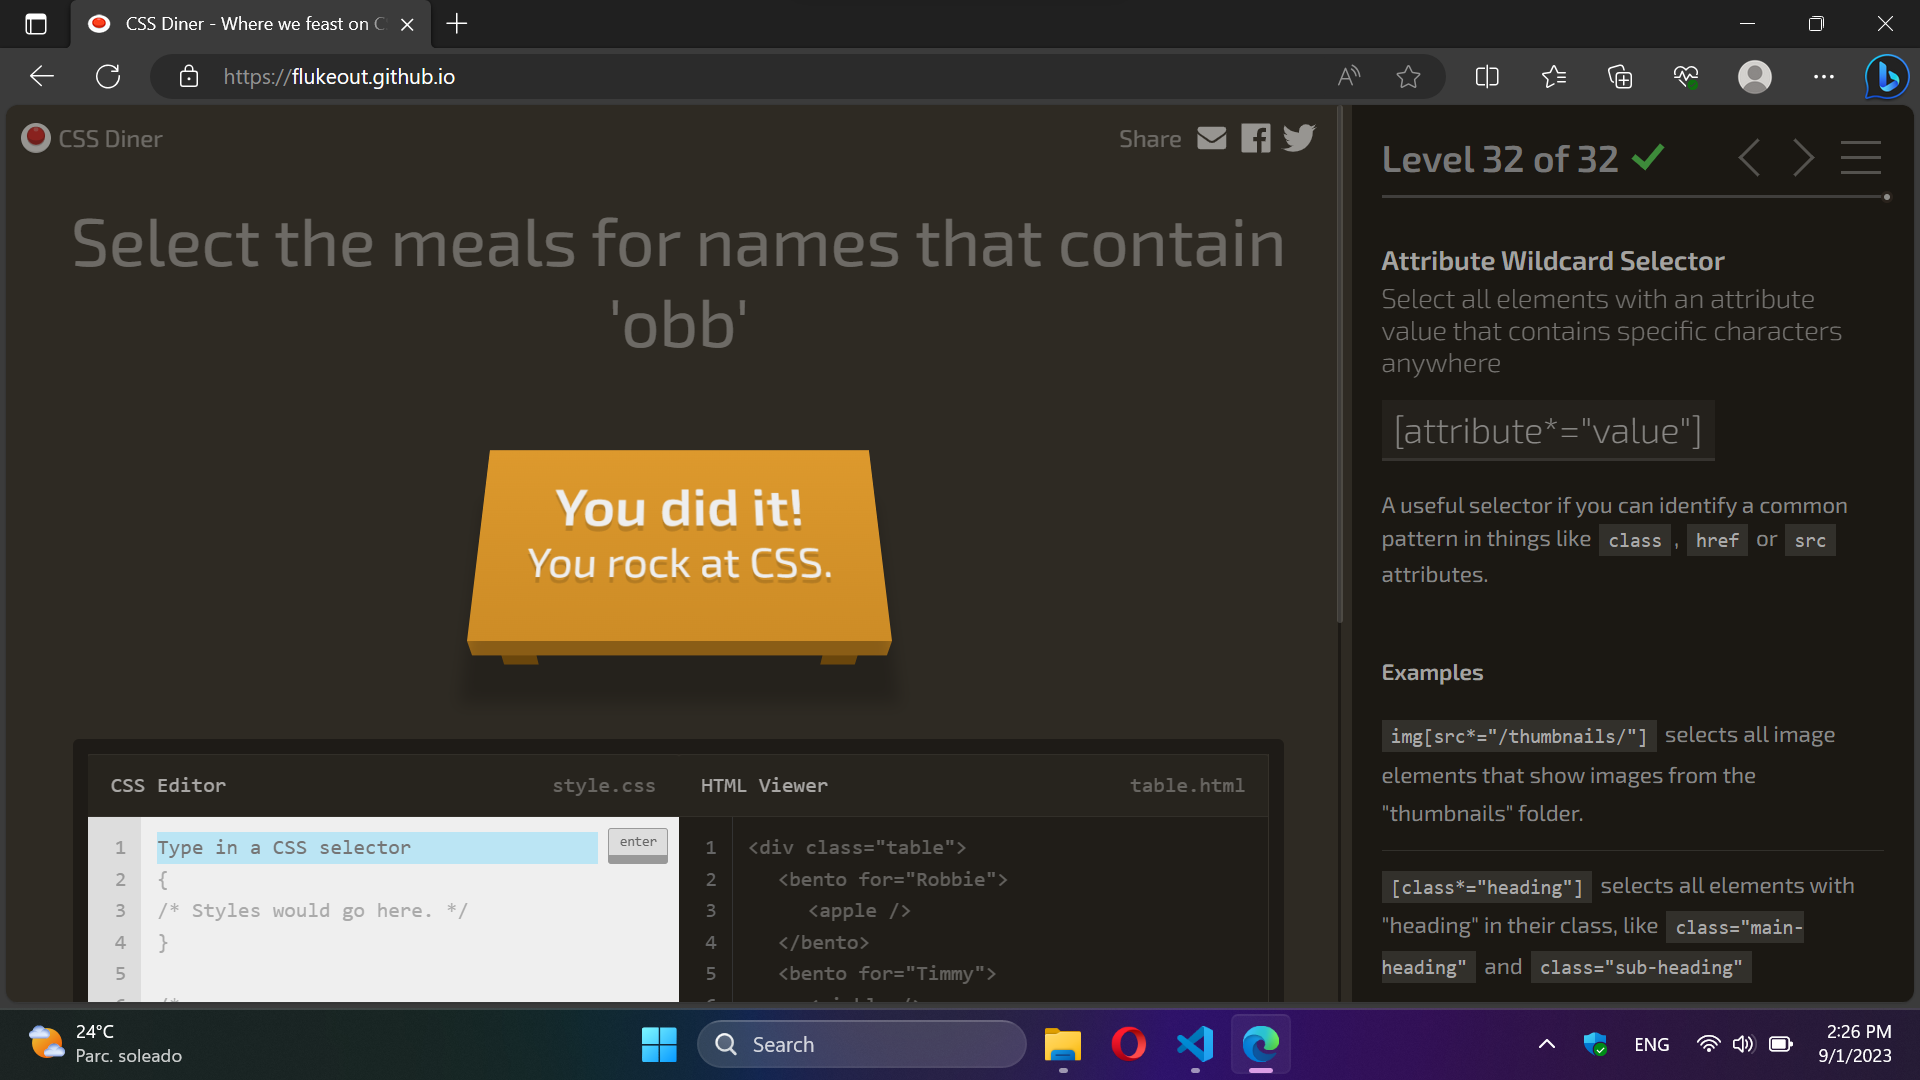 CSS Diner - Where we feast on C
https://flukeout.github.io
CSS Diner
Share
Select the meals for names that contain
'obb'
You did it!
You rock at CSS.
CSS Editor
style.css
HTML Viewer
table.html
1 Type in a CSS selector
enter
2 {
3 /* Styles would go here. */
4 }
5
1 <div class="table">
2 <bento for="Robbie">
3 <apple />
4 </bento>
5 <bento for="Timmy">
Level 32 of 32
Attribute Wildcard Selector
Select all elements with an attribute
value that contains specific characters
anywhere
[attribute*="value"]
A useful selector if you can identify a common
pattern in things like class , href or src
attributes.
Examples
img[src*="/thumbnails/"] selects all image
elements that show images from the
"thumbnails" folder.
[class*="heading"] selects all elements with
"heading" in their class, like class="main-
heading" and class="sub-heading"
24°C
Parc. soleado
Search
ENG
2:26 PM
9/1/2023